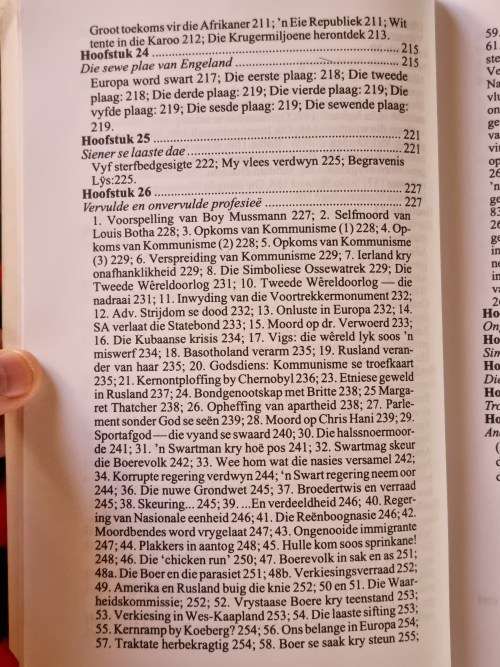 Groot toekoms vir die Afrikaner 211; 'n Eie Republiek 211; Wit
tente in die Karoo 212; Die Krugermiljoene herontdek 213.
Hoofstuk 24 ........ 215
Die sewe plae van Engeland ........ 215
Europa word swart 217; Die eerste plaag: 218; Die tweede
plaag: 218; Die derde plaag: 219; Die vierde plaag: 219; Die
vyfde plaag: 219; Die sesde plaag: 219; Die sewende plaag:
219.
Hoofstuk 25 ........ 221
Siener se laaste dae ........ 221
Vyf sterfbedgesigte 222; My vlees verdwyn 225; Begravenis
Lŷs:225.
Hoofstuk 26 ........ 227
Vervulde en onvervulde profesieë ........ 227
1. Voorspelling van Boy Mussmann 227; 2. Selfmoord van
Louis Botha 228; 3. Opkoms van Kommunisme (1) 228; 4. Op-
koms van Kommunisme (2) 228; 5. Opkoms van Kommunisme
(3) 229; 6. Verspreiding van Kommunisme 229; 7. Ierland kry
onafhanklikheid 229; 8. Die Simboliese Ossewatrek 229; Die
Tweede Wêreldoorlog 231; 10. Tweede Wêreldoorlog — die
nadraai 231; 11. Inwyding van die Voortrekkermonument 232;
12. Adv. Strijdom se dood 232; 13. Onluste in Europa 232; 14.
SA verlaat die Statebond 233; 15. Moord op dr. Verwoerd 233;
16. Die Kubaanse krisis 234; 17. Vigs: die wêreld lyk soos 'n
miswerf 234; 18. Basotholand verarm 235; 19. Rusland veran-
der van haar 235; 20. Godsdiens: Kommunisme se troefkaart
235; 21. Kernontploffing by Chernobyl 236; 23. Etniese geweld
in Rusland 237; 24. Bondgenootskap met Britte 238; 25 Marga-
ret Thatcher 238; 26. Opheffing van apartheid 238; 27. Parle-
ment sonder God se seën 239; 28. Moord op Chris Hani 239; 29.
Sportafgod — die vyand se swaard 240; 30. Die halssnoermoor-
de 241; 31. 'n Swartman kry hoë pos 241; 32. Swartmag skeur
die Boerevolk 242; 33. Wee hom wat die nasies versamel 242;
34. Korrupte regering verdwyn 244; 'n Swart regering neem oor
244; 36. Die nuwe Grondwet 245; 37. Broedertwis en verraad
245; 38. Skeuring... 245; 39. ...En verdeeldheid 246; 40. Reger-
ing van Nasionale eenheid 246; 41. Die Reënboognasie 246; 42.
Moordbendes word vrygelaat 247; 43. Ongenooide immigrante
247; 44. Plakkers in aantog 248; 45. Hulle kom soos sprinkane!
248; 46. Die 'chicken run' 250; 47. Boerevolk in sak en as 251;
48a. Die Boer en die parasiet 251; 48b. Verkiesingsverraad 252;
49. Amerika en Rusland buig die knie 252; 50 en 51. Die Waar-
heidskommissie; 252; 52. Vrystaatse Boere kry teenstand 253;
53. Verkiesing in Wes-Kaapland 253; 54. Die laaste sifting 253;
55. Kernramp by Koeberg? 254; 56. Ons belange in Europa 254;
57. Traktate herbekragtig 254; 58. Boer se saak kry steun 255;